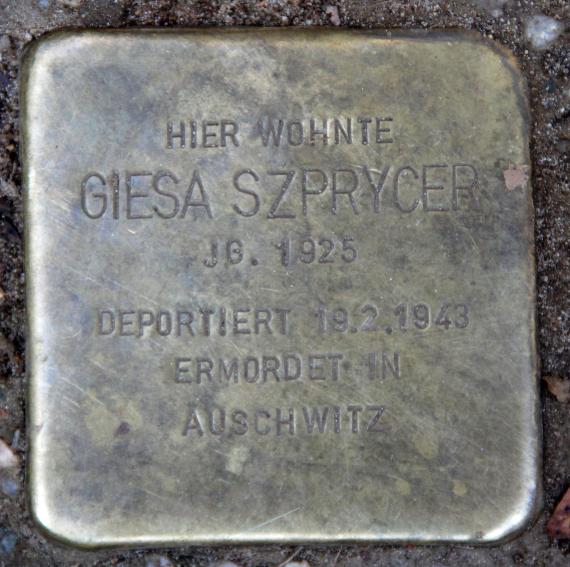 HIER WOHNTE
GIESA SZPRYCER
JG. 1925
DEPORTIERT 19.2.1943
ERMORDET IN
AUSCHWITZ